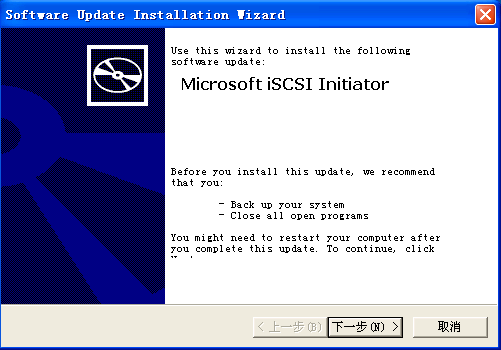 Software Update Installation Wizard
Use this wizard to install the following
software update:
Microsoft iSCSI Initiator
Before you install this update, we recommend
that you:
- Back up your system
- Close all open programs
You might need to restart your computer after
you complete this update. To continue, click
< 上一步(B) 下一步(N) > 取消